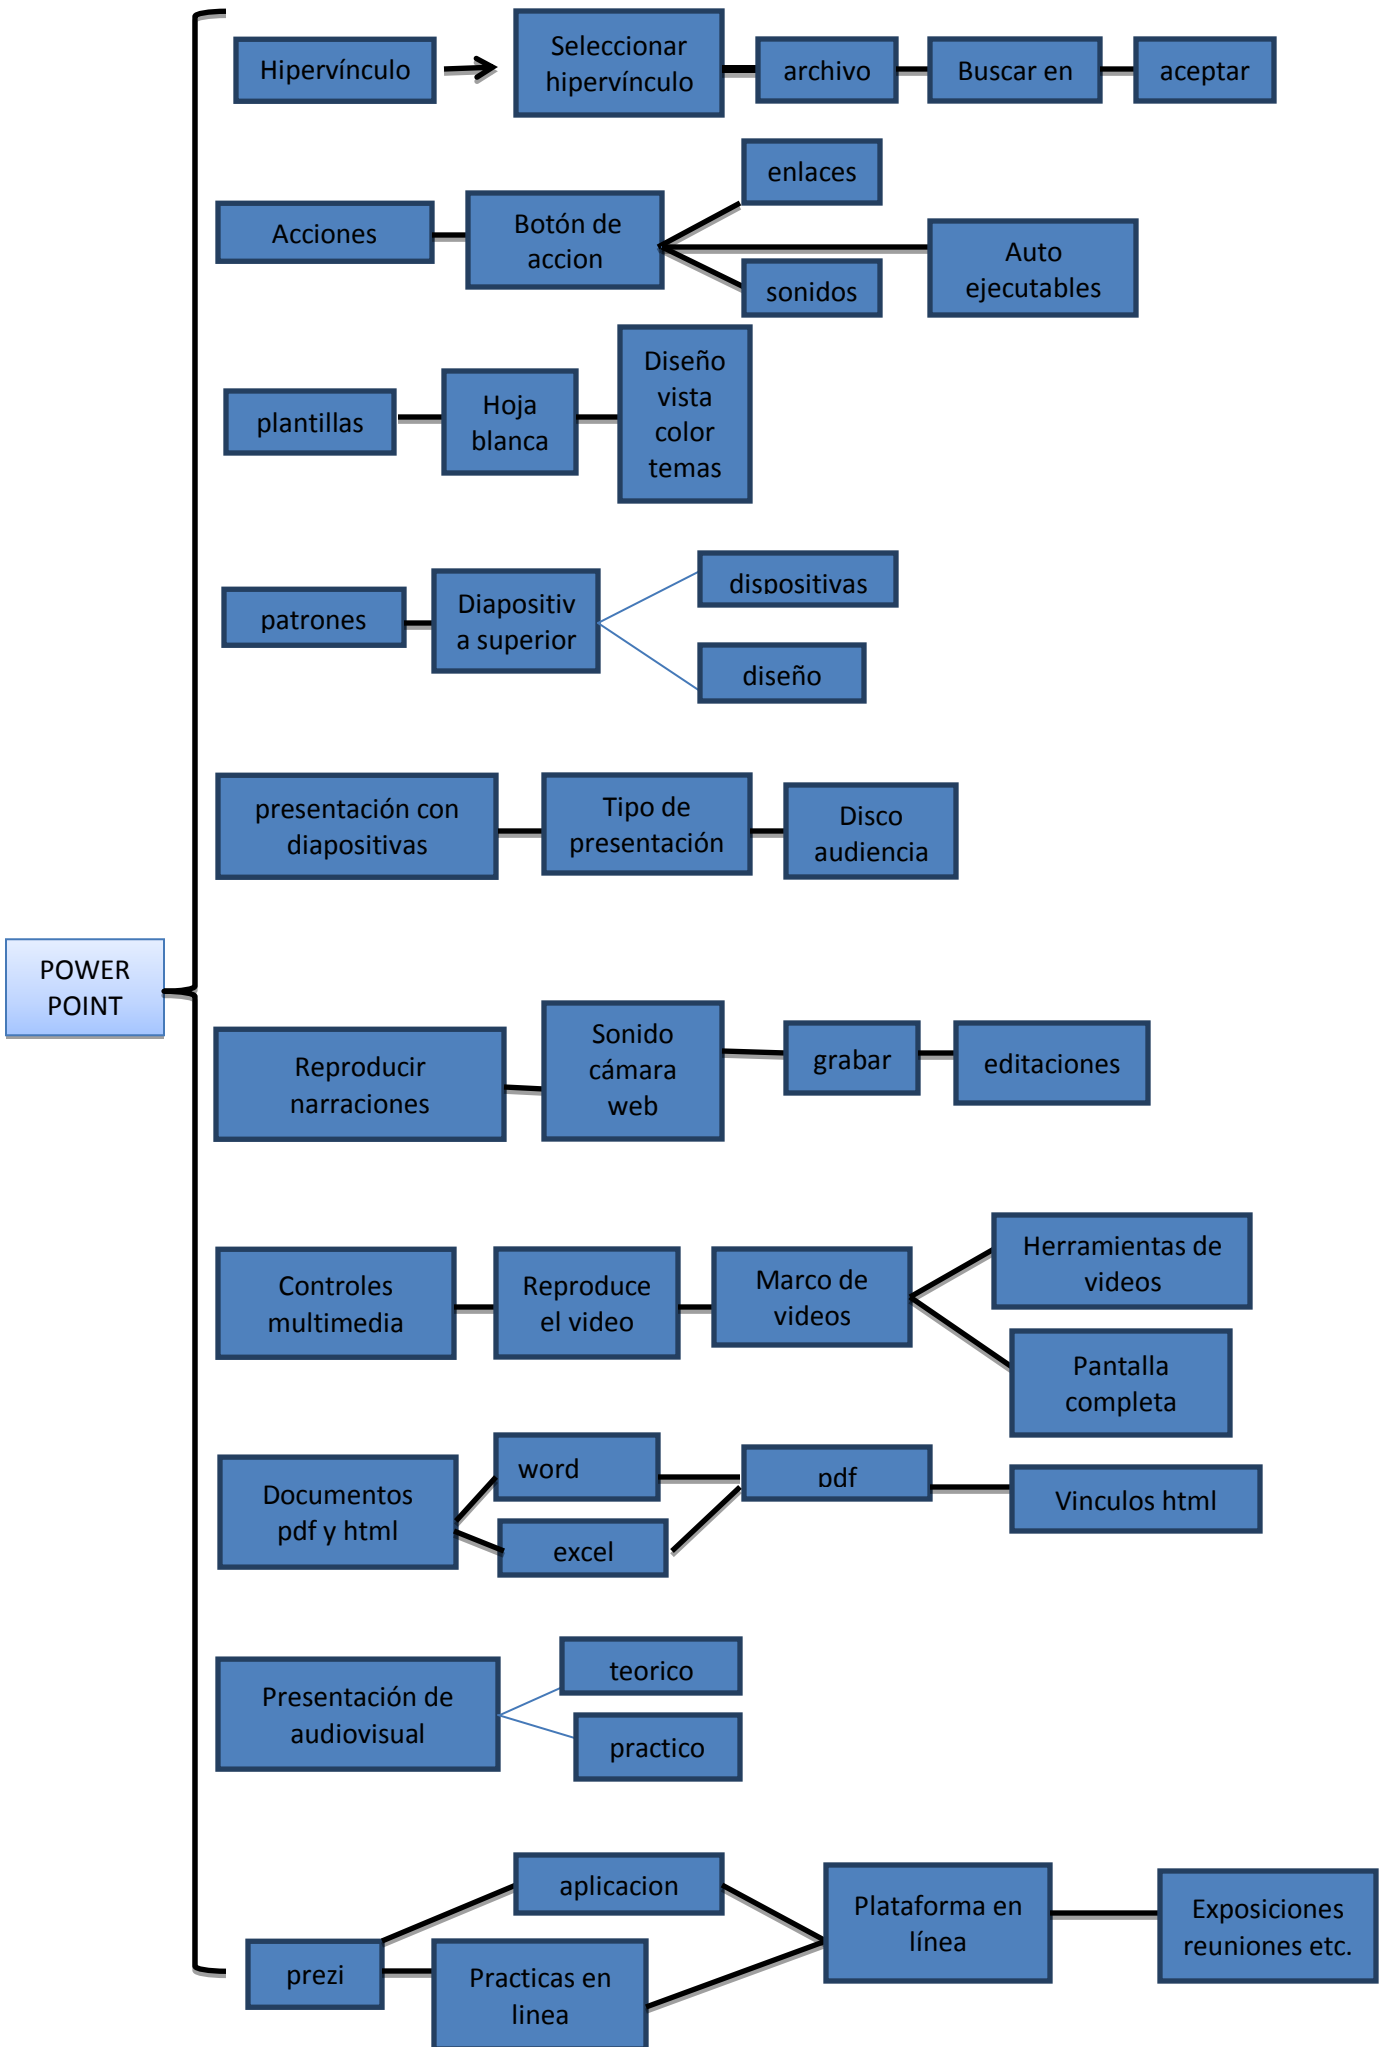 Hipervínculo
Seleccionar
hipervínculo
archivo
Buscar en
aceptar
Acciones
Botón de
accion
enlaces
sonidos
Auto
ejecutables
plantillas
Hoja
blanca
Diseño
vista
color
temas
patrones
Diapositiv
a superior
dispositivas
diseño
presentación con
diapositivas
Tipo de
presentación
Disco
audiencia
POWER
POINT
Reproducir
narraciones
Sonido
cámara
web
grabar
editaciones
Controles
multimedia
Reproduce
el video
Marco de
videos
Herramientas de
videos
Pantalla
completa
Documentos
pdf y html
word
excel
pdf
Vinculos html
Presentación de
audiovisual
teorico
practico
prezi
aplicacion
Practicas en
linea
Plataforma en
línea
Exposiciones
reuniones etc.